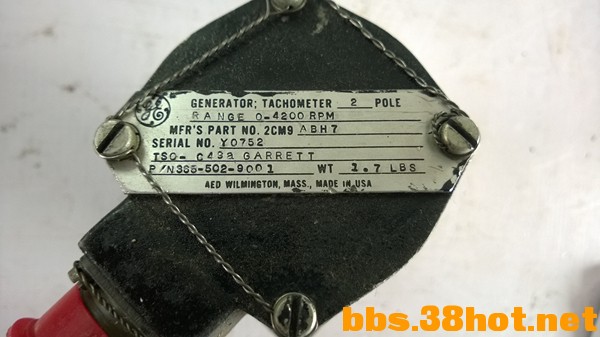 GE
GENERATOR; TACHOMETER 2 POLE
RANGE 0-4200 RPM
MFR'S PART NO. 2CM9 ABH7
SERIAL NO. Y0752
TSO- C49a GARRETT
P/N 365-502-9001 WT 1.7 LBS
AED WILMINGTON, MASS., MADE IN USA
bbs.38hot.net